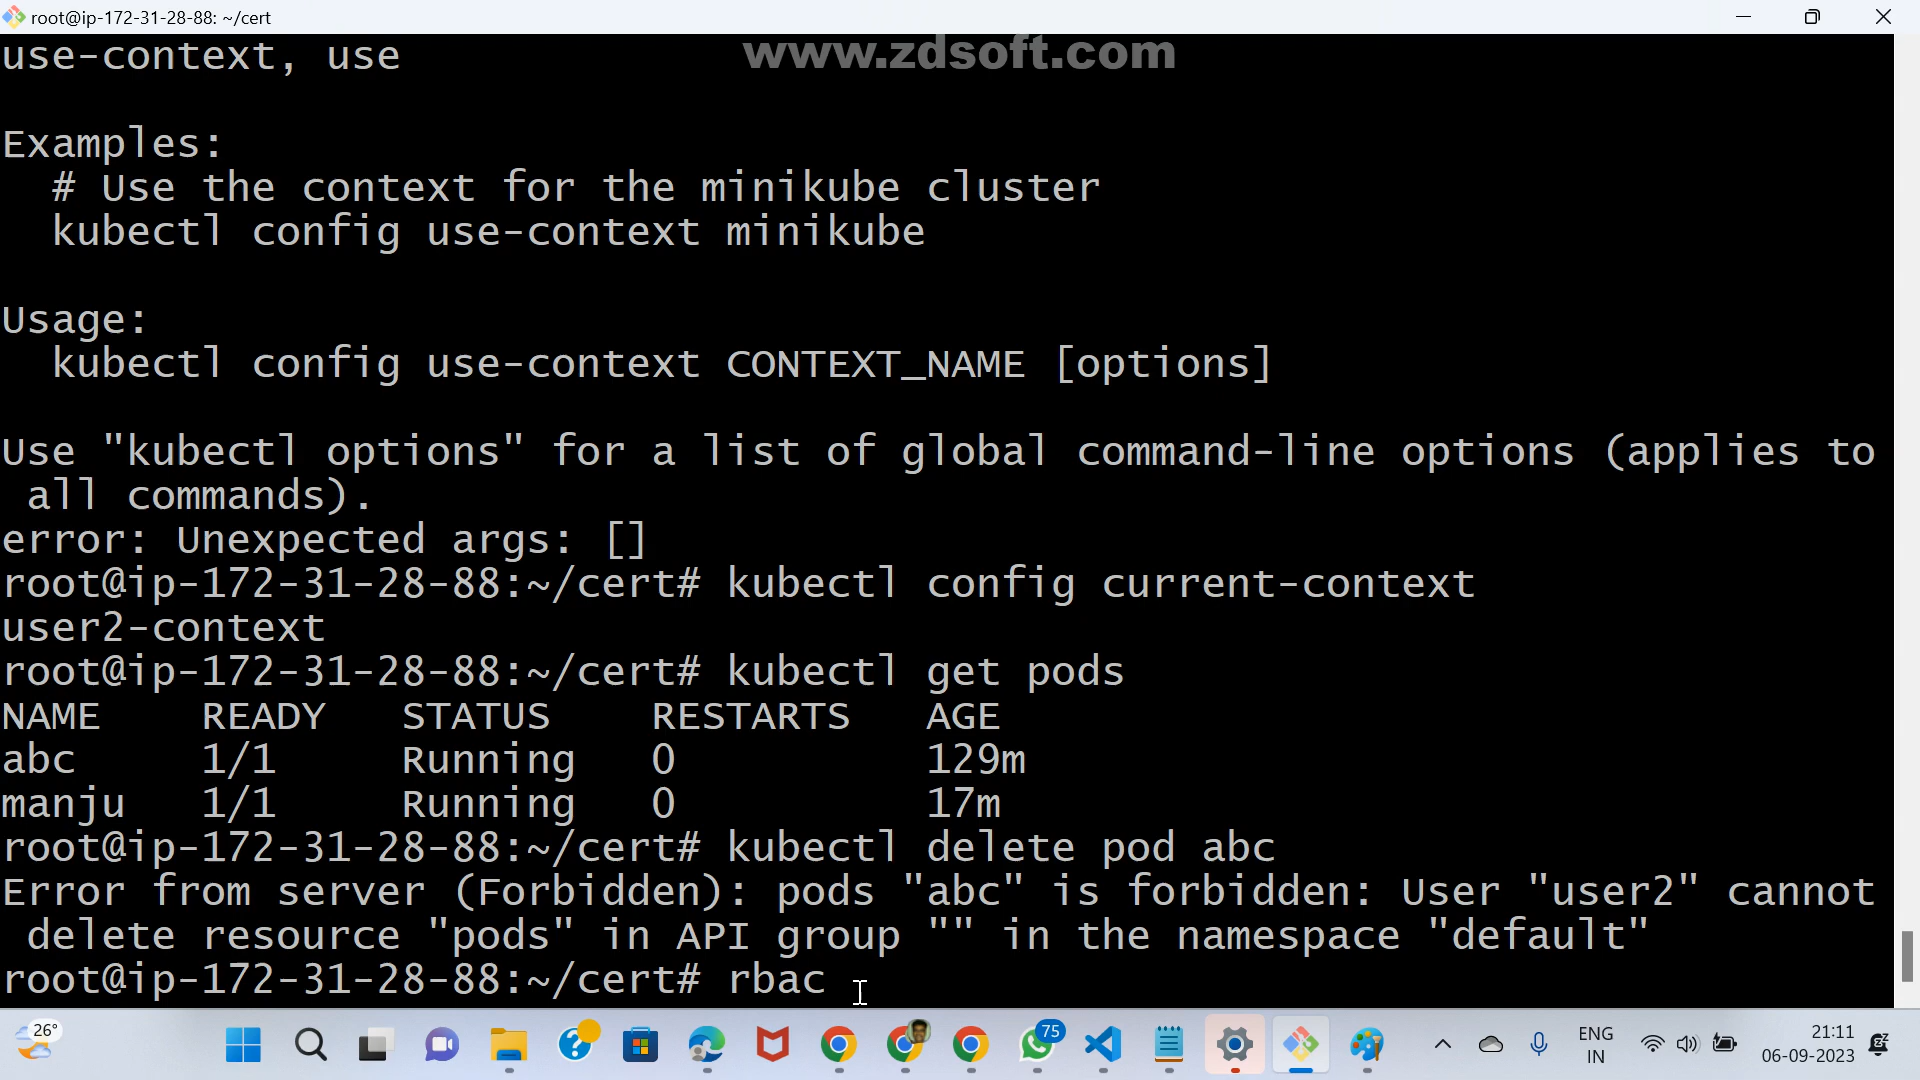 root@ip-172-31-28-88: ~/cert
use-context, use
www.zdsoft.com
Examples:
# Use the context for the minikube cluster
kubectl config use-context minikube
Usage:
kubectl config use-context CONTEXT_NAME [options]
Use "kubectl options" for a list of global command-line options (applies to
all commands).
error: Unexpected args: []
root@ip-172-31-28-88:~/cert# kubectl config current-context
user2-context
root@ip-172-31-28-88:~/cert# kubectl get pods
NAME READY STATUS RESTARTS AGE
abc 1/1 Running 0 129m
manju 1/1 Running 0 17m
root@ip-172-31-28-88:~/cert# kubectl delete pod abc
Error from server (Forbidden): pods "abc" is forbidden: User "user2" cannot
delete resource "pods" in API group "" in the namespace "default"
root@ip-172-31-28-88:~/cert# rbac
26°
75
ENG
IN
21:11
06-09-2023